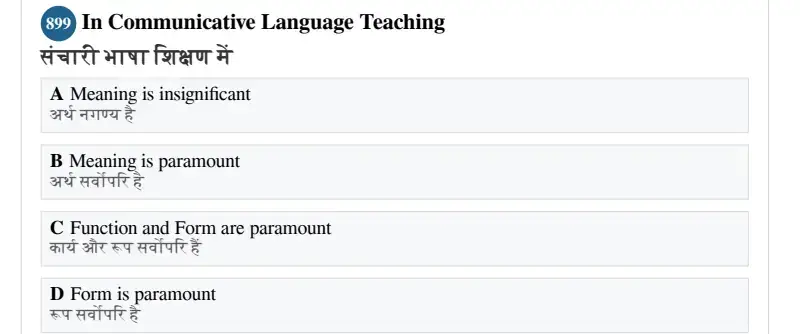 899 In Communicative Language Teaching
संचारी भाषा शिक्षण में
A Meaning is insignificant
अर्थ नगण्य है
B Meaning is paramount
अर्थ सर्वोपरि है
C Function and Form are paramount
कार्य और रूप सर्वोपरि हैं
D Form is paramount
रूप सर्वोपरि है